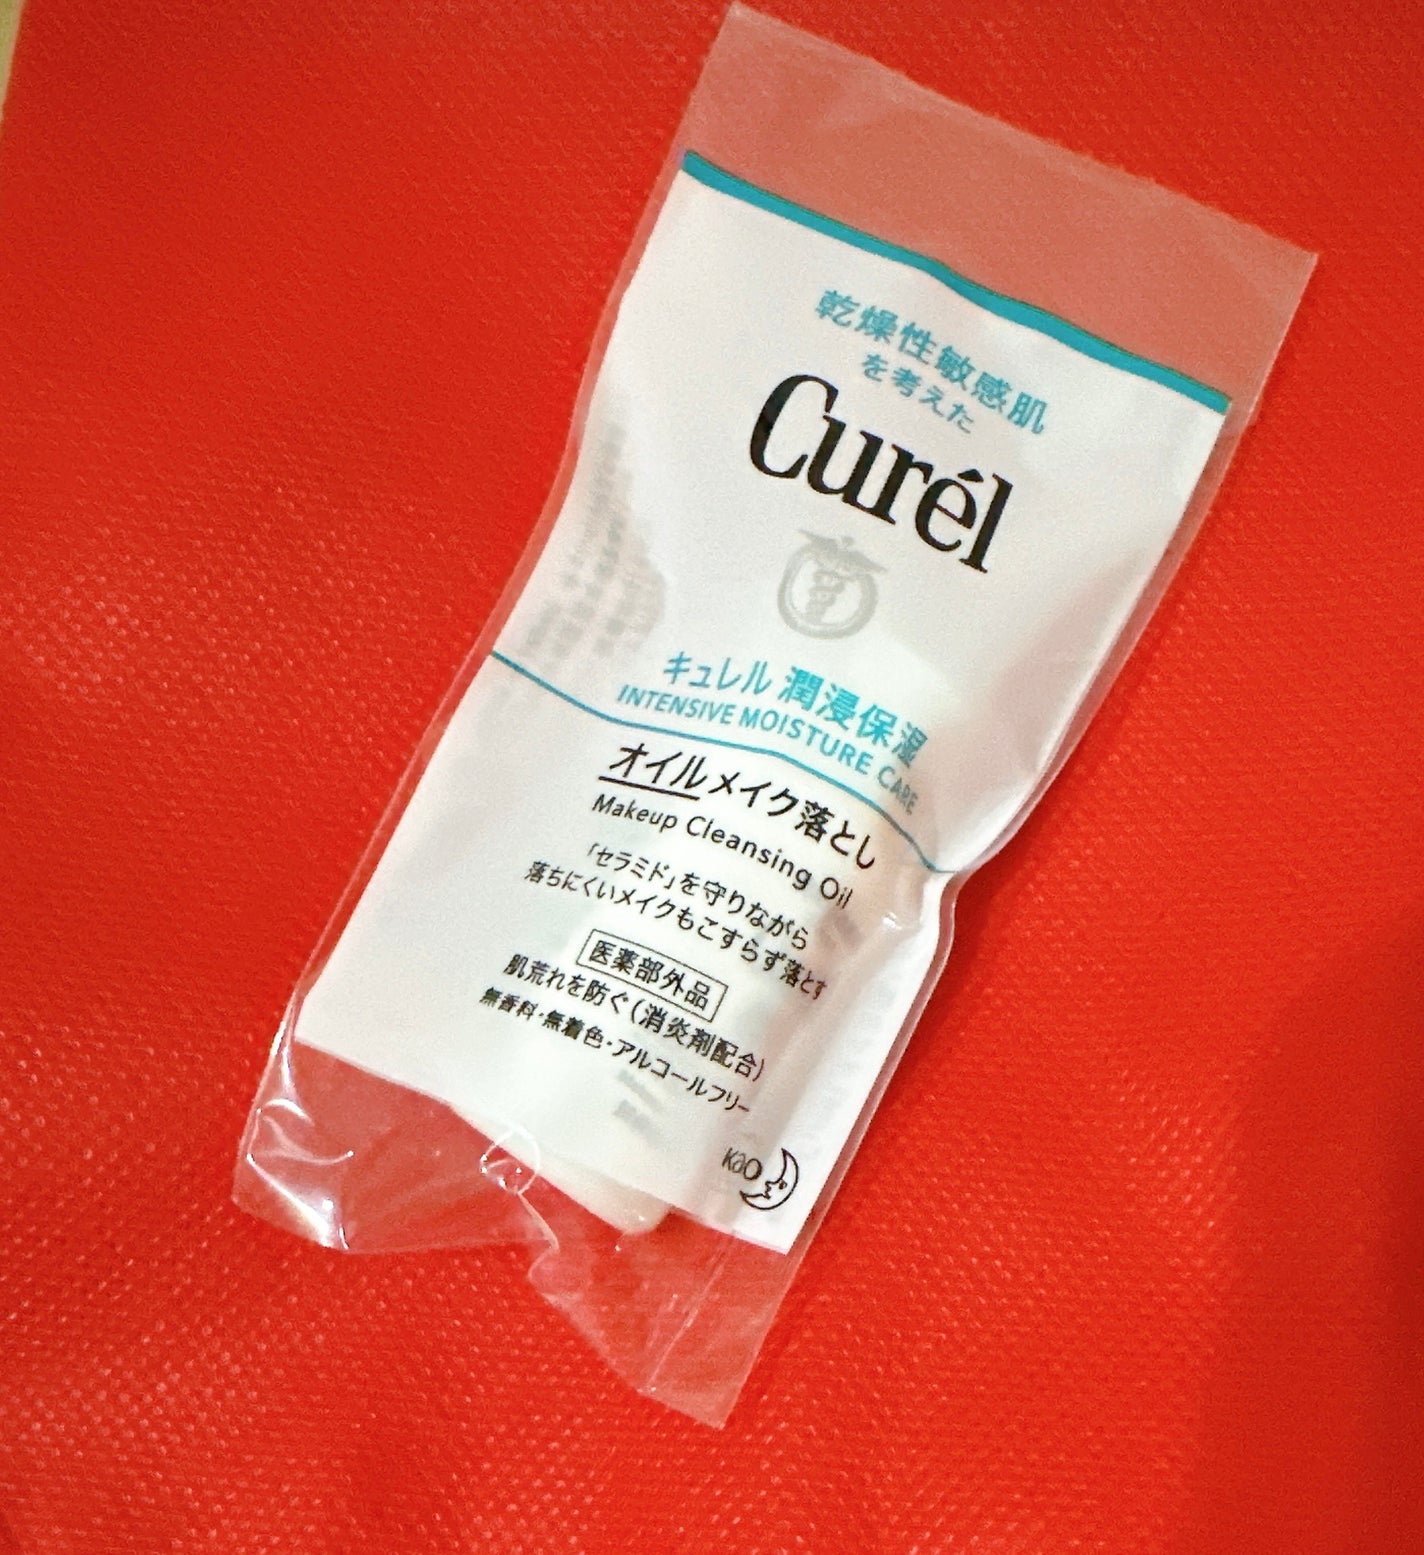 乾燥性敏感肌
を考えた
Curél
キュレル 潤浸保湿
INTENSIVE MOISTURE CARE
オイルメイク落とし
Makeup Cleansing Oil
「セラミド」を守りながら
落ちにくいメイクもこすらず落とす
医薬部外品
肌荒れを防ぐ(消炎剤配合)
無香料・無着色・アルコールフリー
Kao